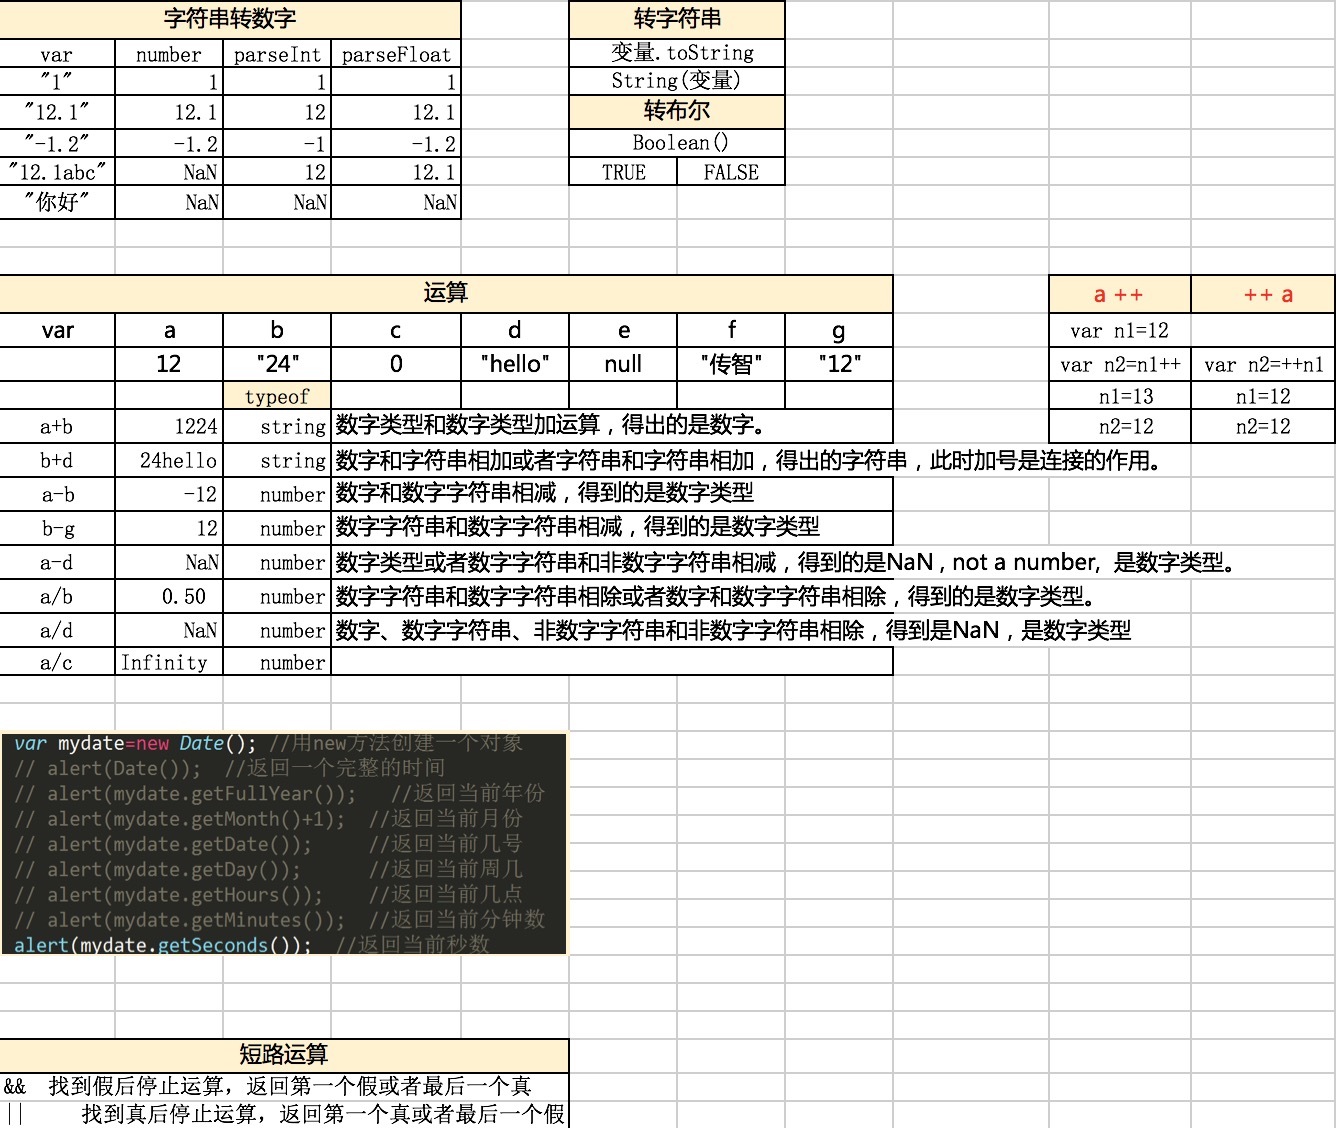 字符串转数字
转字符串
var number parseInt parseFloat
变量.toString
"1" 1 1 1
String(变量)
"12.1" 12.1 12 12.1
转布尔
"-1.2" -1.2 -1 -1.2
Boolean()
"12.1abc" NaN 12 12.1
TRUE FALSE
"你好" NaN NaN NaN
运算
a ++ ++ a
var a b c d e f g
var n1=12
12 "24" 0 "hello" null "传智" "12"
var n2=n1++ var n2=++n1
typeof
n1=13 n1=12
a+b 1224 string 数字类型和数字类型加运算，得出的是数字。
n2=12 n2=12
b+d 24hello string 数字和字符串相加或者字符串和字符串相加，得出的字符串，此时加号是连接的作用。
a-b -12 number 数字和数字字符串相减，得到的是数字类型
b-g 12 number 数字字符串和数字字符串相减，得到的是数字类型
a-d NaN number 数字类型或者数字字符串和非数字字符串相减，得到的是NaN，not a number, 是数字类型。
a/b 0.50 number 数字字符串和数字字符串相除或者数字和数字字符串相除，得到的是数字类型。
a/d NaN number 数字、数字字符串、非数字字符串和非数字字符串相除，得到是NaN，是数字类型
a/c Infinity number
var mydate=new Date(); //用new方法创建一个对象
// alert(Date()); //返回一个完整的时间
// alert(mydate.getFullYear()); //返回当前年份
// alert(mydate.getMonth()+1); //返回当前月份
// alert(mydate.getDate()); //返回当前几号
// alert(mydate.getDay()); //返回当前周几
// alert(mydate.getHours()); //返回当前几点
// alert(mydate.getMinutes()); //返回当前分钟数
alert(mydate.getSeconds()); //返回当前秒数
短路运算
&& 找到假后停止运算，返回第一个假或者最后一个真
|| 找到真后停止运算，返回第一个真或者最后一个假